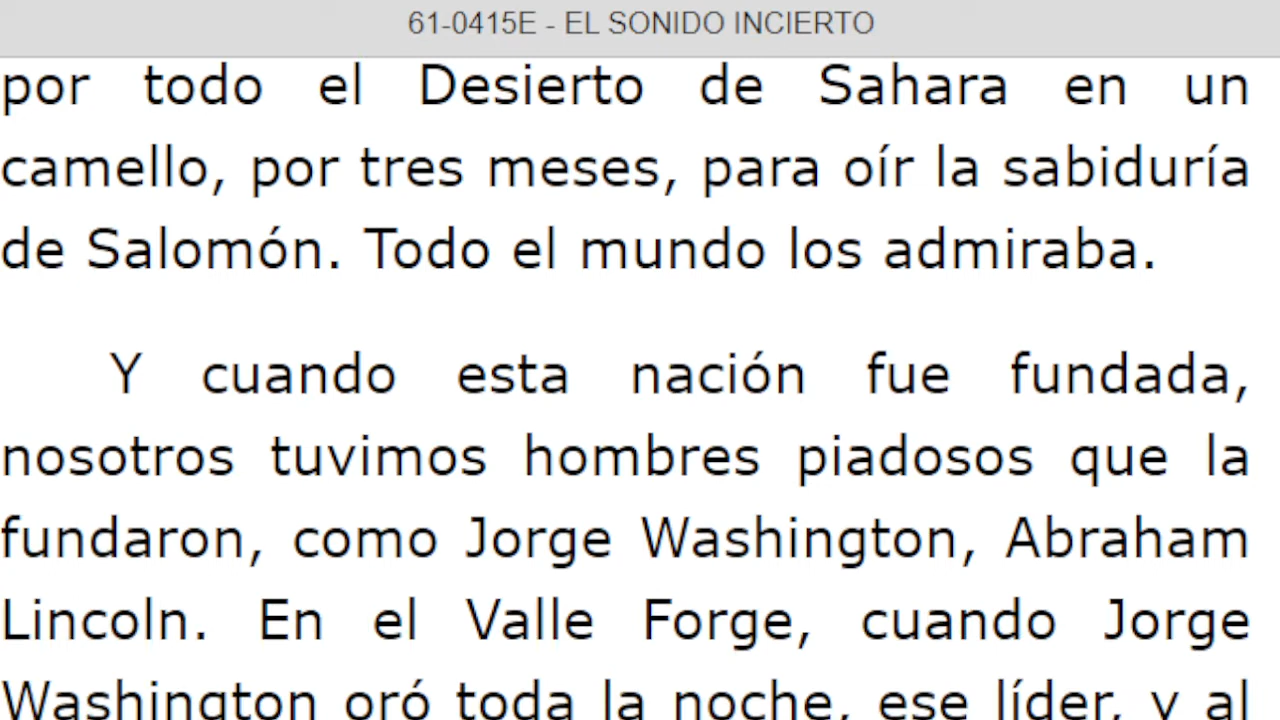 61-0415E - EL SONIDO INCIERTO
por todo el Desierto de Sahara en un
camello, por tres meses, para oír la sabiduría
de Salomón. Todo el mundo los admiraba.
Y cuando esta nación fue fundada,
nosotros tuvimos hombres piadosos que la
fundaron, como Jorge Washington, Abraham
Lincoln. En el Valle Forge, cuando Jorge
Washington oró toda la noche, ese líder, y al